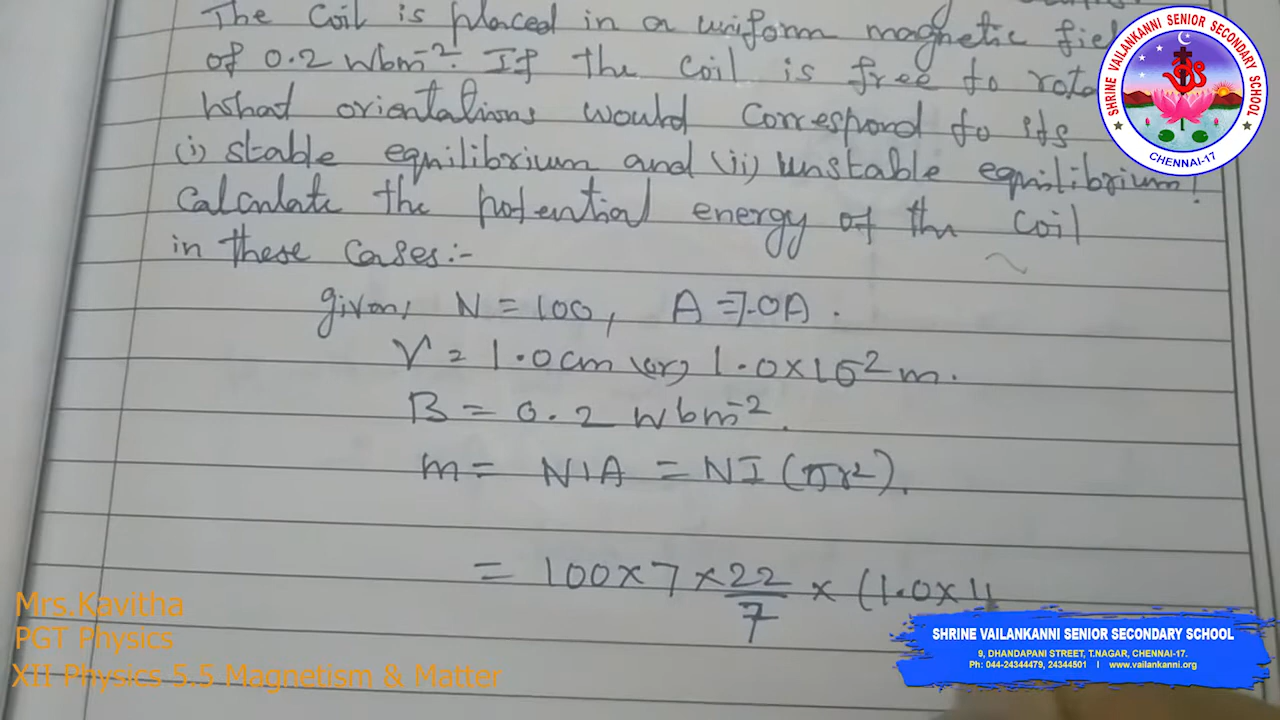 The coil is placed in a uniform magnetic fiel
of 0.2 wbm⁻². If the coil is free to rota
what orientations would correspond to its
(i) stable equilibrium and (ii) unstable equilibrium!
Calculate the potential energy of the coil
in these cases:-
given, N = 100, A = 7.0A.
r = 1.0cm (or) 1.0×10⁻²m.
B = 0.2 wbm⁻².
m = NIA = NI (πr²).
= 100×7×22/7 × (1.0×1
SHRINE VAILANKANNI SENIOR SECONDARY SCHOOL
CHENNAI-17
Mrs.Kavitha
PGT Physics
XII Physics 5.5 Magnetism & Matter
SHRINE VAILANKANNI SENIOR SECONDARY SCHOOL
9, DHANDAPANI STREET, T.NAGAR, CHENNAI-17.
Ph: 044-24344479, 24344501 I www.vailankanni.org